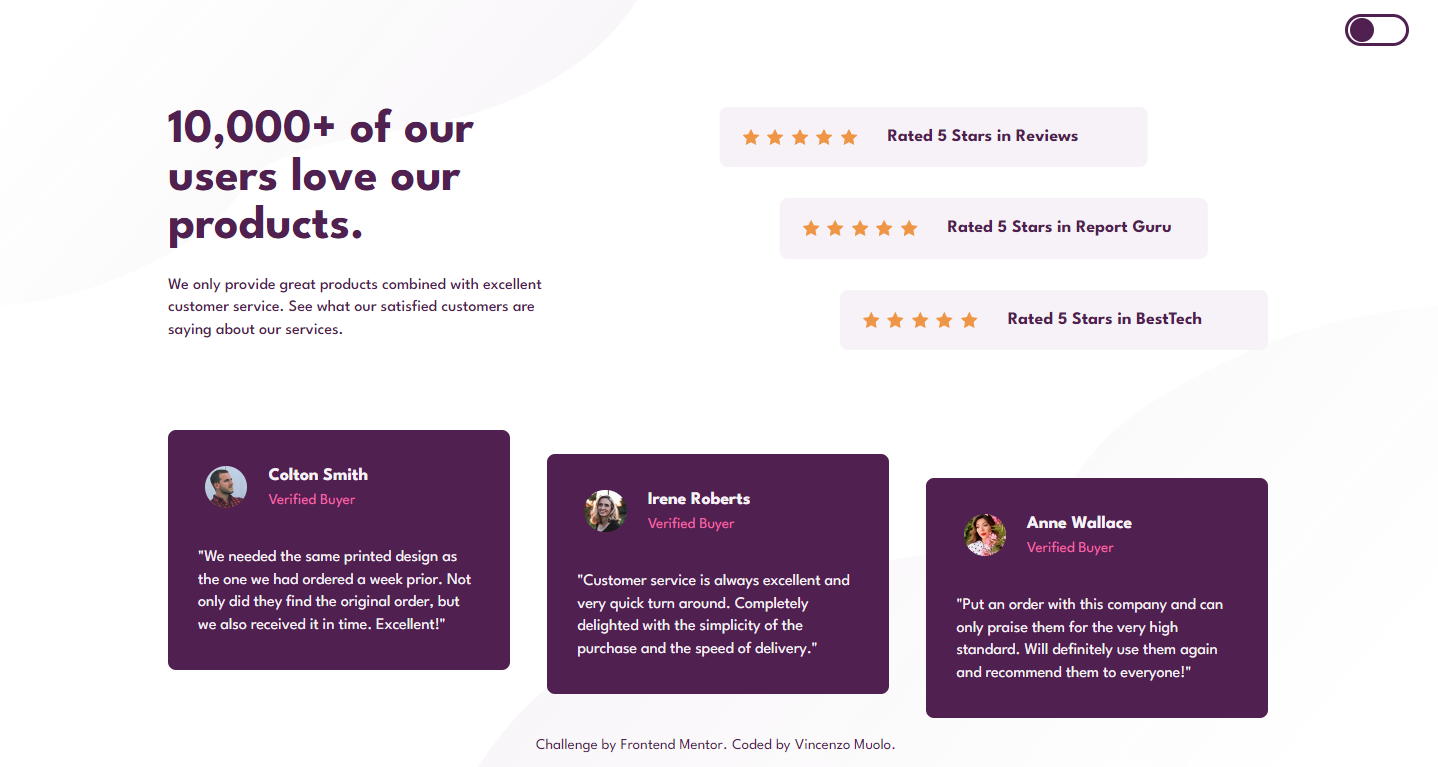 10,000+ of our
users love our
products.
We only provide great products combined with excellent
customer service. See what our satisfied customers are
saying about our services.
Rated 5 Stars in Reviews
Rated 5 Stars in Report Guru
Rated 5 Stars in BestTech
Colton Smith
Verified Buyer
"We needed the same printed design as
the one we had ordered a week prior. Not
only did they find the original order, but
we also received it in time. Excellent!"
Irene Roberts
Verified Buyer
"Customer service is always excellent and
very quick turn around. Completely
delighted with the simplicity of the
purchase and the speed of delivery."
Anne Wallace
Verified Buyer
"Put an order with this company and can
only praise them for the very high
standard. Will definitely use them again
and recommend them to everyone!"
Challenge by Frontend Mentor. Coded by Vincenzo Muolo.